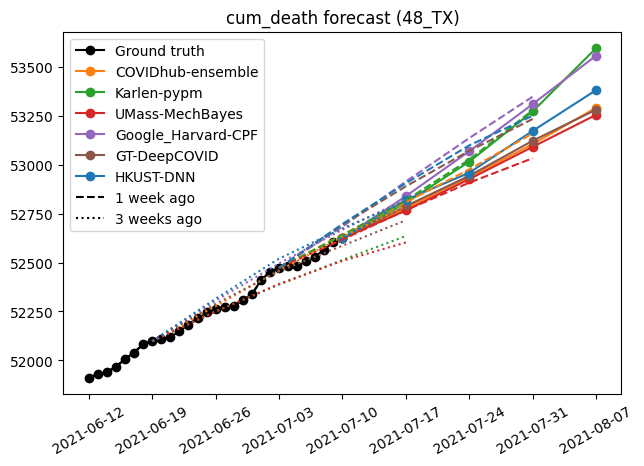 cum_death forecast (48_TX)
Ground truth
COVIDhub-ensemble
Karlen-pypm
UMass-MechBayes
Google_Harvard-CPF
GT-DeepCOVID
HKUST-DNN
1 week ago
3 weeks ago
53500
53250
53000
52750
52500
52250
52000
2021-06-12
2021-06-19
2021-06-26
2021-07-03
2021-07-10
2021-07-17
2021-07-24
2021-07-31
2021-08-07